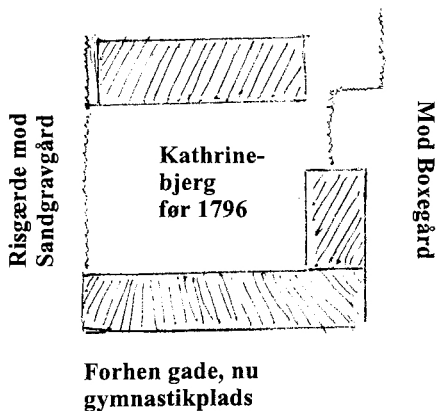 Risgærde mod
Sandgravgård
Kathrine-
bjerg
før 1796
Mod Boxegård
Forhen gade, nu
gymnastikplads